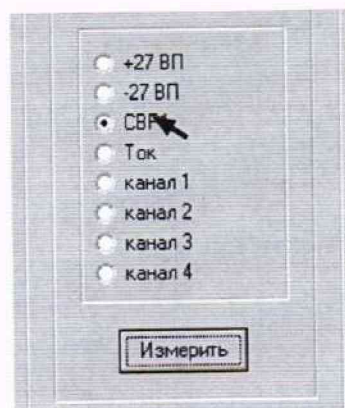 +27 ВП
-27 ВП
Ток
канал 1
канал 2
канал 3
канал 4
Измерить